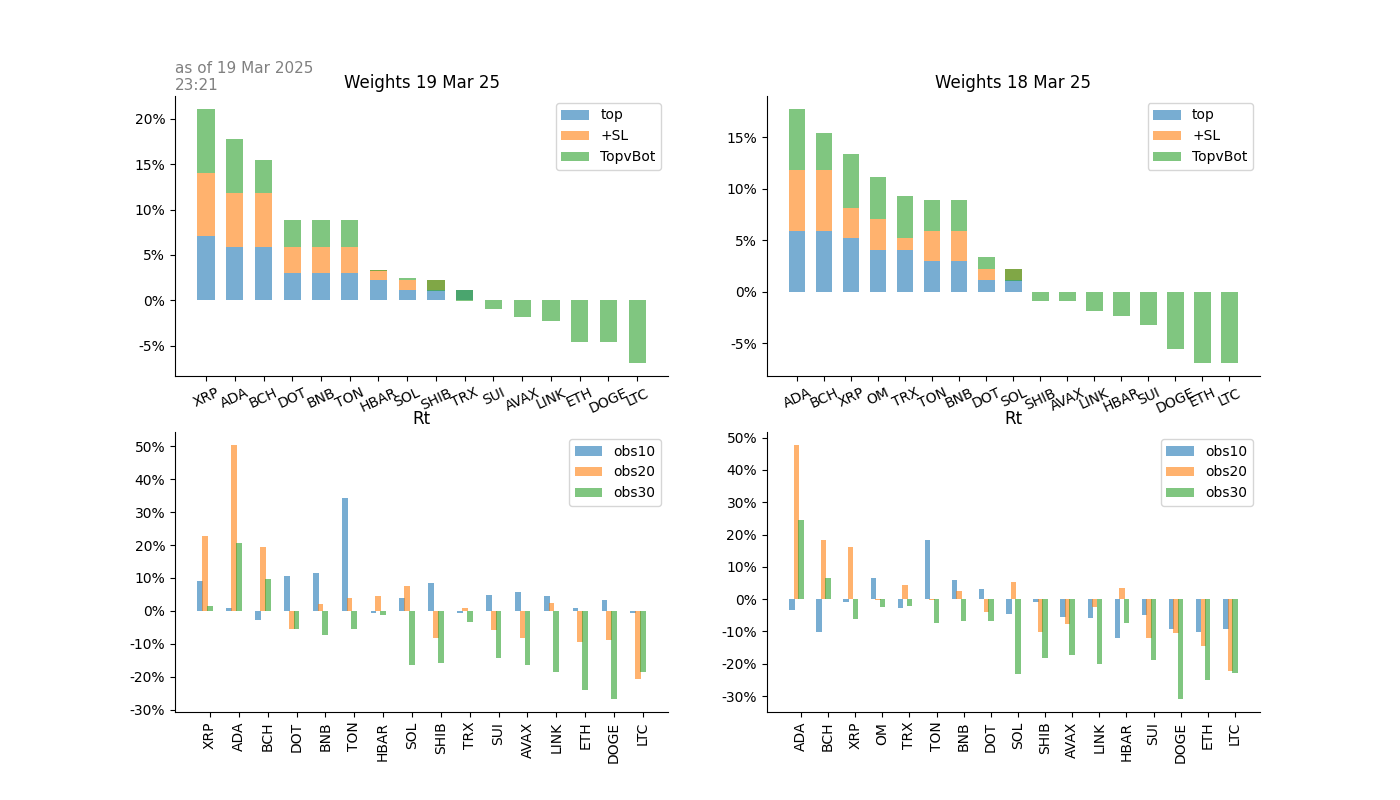 as of 19 Mar 2025
23:21
Weights 19 Mar 25
20%
15%
10%
5%
0%
-5%
top
+SL
TopvBot
XRP ADA BCH DOT BNB TON HBAR SOL SHIB TRX SUI AVAX LINK ETH DOGE LTC
Weights 18 Mar 25
15%
10%
5%
0%
-5%
top
+SL
TopvBot
ADA BCH XRP OM TRX TON BNB DOT SOL SHIB AVAX LINK HBAR SUI DOGE ETH LTC
Rt
50%
40%
30%
20%
10%
0%
-10%
-20%
-30%
obs10
obs20
obs30
XRP ADA BCH DOT BNB TON HBAR SOL SHIB TRX SUI AVAX LINK ETH DOGE LTC
Rt
50%
40%
30%
20%
10%
0%
-10%
-20%
-30%
obs10
obs20
obs30
ADA BCH XRP OM TRX TON BNB DOT SOL SHIB AVAX LINK HBAR SUI DOGE ETH LTC